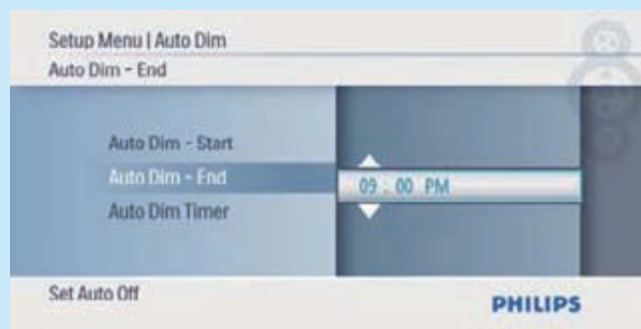 Setup Menu | Auto Dim
Auto Dim - End
Auto Dim - Start
Auto Dim - End
09 : 00 PM
Auto Dim Timer
Set Auto Off
PHILIPS